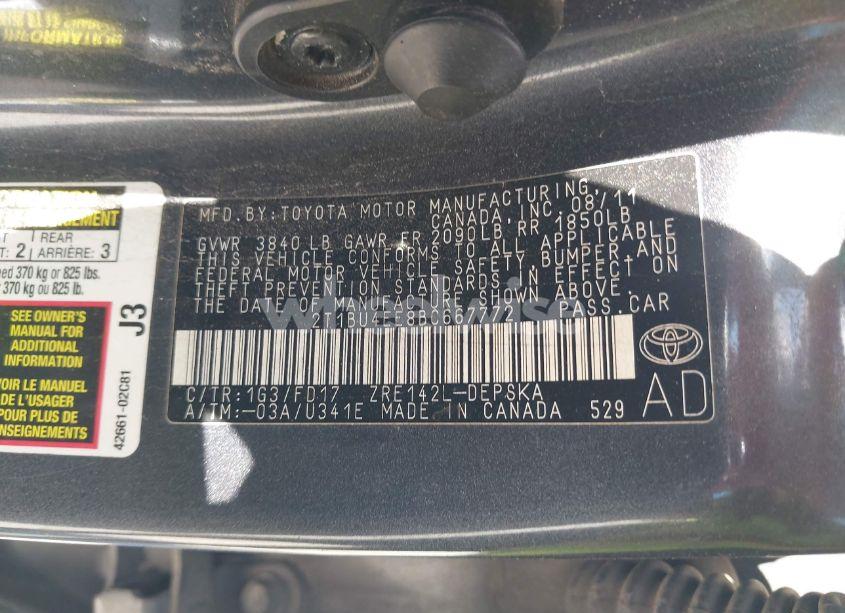 MFD. BY: TOYOTA MOTOR MANUFACTURING,
CANADA, INC. 08/11
GVWR 3840 LB GAWR FR 2090LB RR 1850LB
THIS VEHICLE CONFORMS TO ALL APPLICABLE
FEDERAL MOTOR VEHICLE SAFETY BUMPER, AND
THEFT PREVENTION STANDARDS IN EFFECT ON
THE DATE OF MANUFACTURE SHOWN ABOVE.
2T1BU4EE8BC667772 PASS. CAR
C/TR: 1G3/FD17 ZRE142L-DEPSKA
A/TM: -03A/U341E MADE IN CANADA 529
AD
REAR
T: 2 ARRIÈRE: 3
370 kg or 825 lbs.
370 kg ou 825 lb.
SEE OWNER'S
MANUAL FOR
ADDITIONAL
Voir le MANUEL
pour PLUS de
J3
42661-02C81